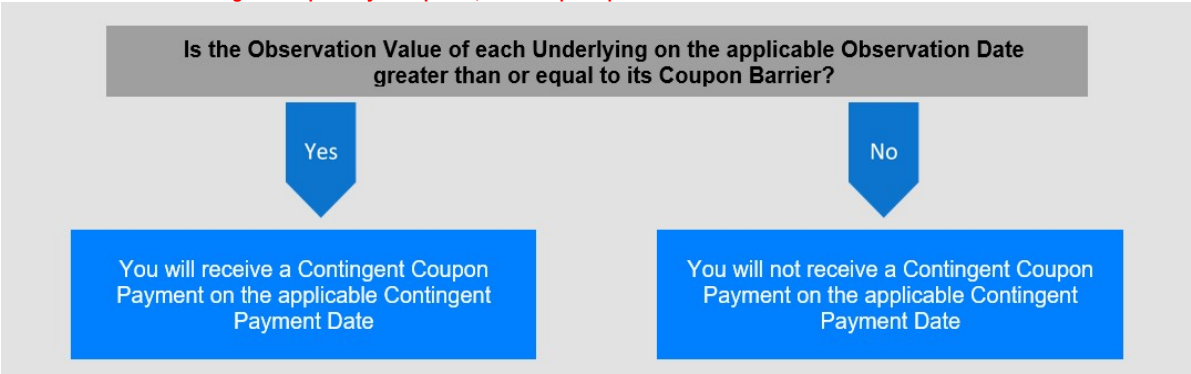 Is the Observation Value of each Underlying on the applicable Observation Date
greater than or equal to its Coupon Barrier?
Yes
No
You will receive a Contingent Coupon
Payment on the applicable Contingent
Payment Date
You will not receive a Contingent Coupon
Payment on the applicable Contingent
Payment Date